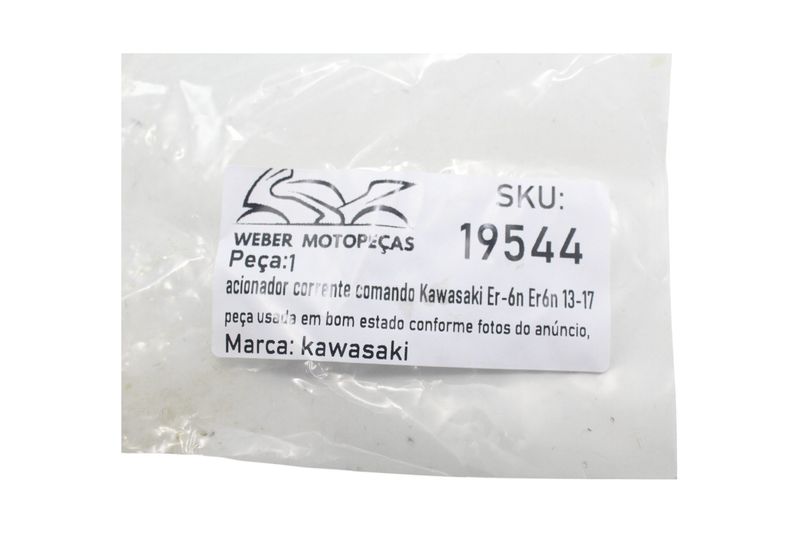 WEBER MOTOPEÇAS
SKU:
19544
Peça:1
acionador corrente comando Kawasaki Er-6n Er6n 13-17
peça usada em bom estado conforme fotos do anúncio,
Marca: kawasaki